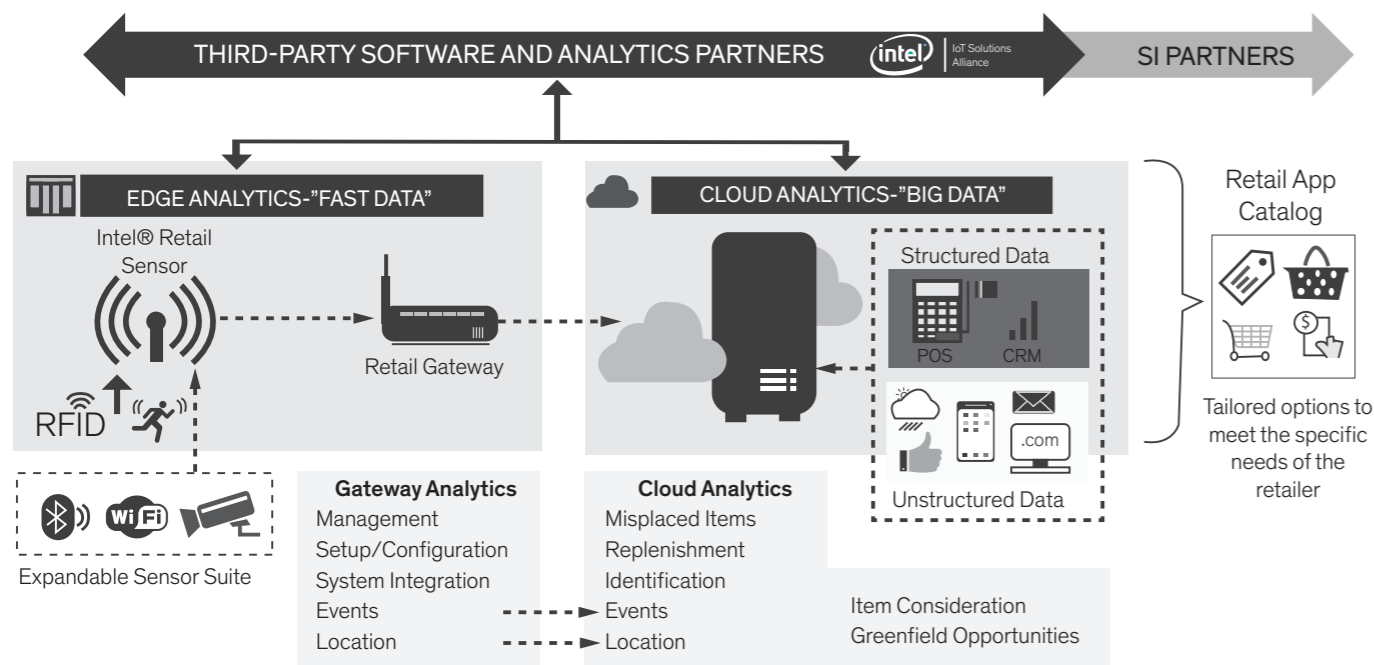 THIRD-PARTY SOFTWARE AND ANALYTICS PARTNERS
intel
IoT Solutions
Alliance
SI PARTNERS
EDGE ANALYTICS-"FAST DATA"
Intel® Retail
Sensor
Retail Gateway
RFID
WiFi
Expandable Sensor Suite
CLOUD ANALYTICS-"BIG DATA"
Structured Data
POS
CRM
.com
Unstructured Data
Retail App
Catalog
$
Tailored options to
meet the specific
needs of the
retailer
Gateway Analytics
Management
Setup/Configuration
System Integration
Events
Location
Cloud Analytics
Misplaced Items
Replenishment
Identification
Events
Location
Item Consideration
Greenfield Opportunities